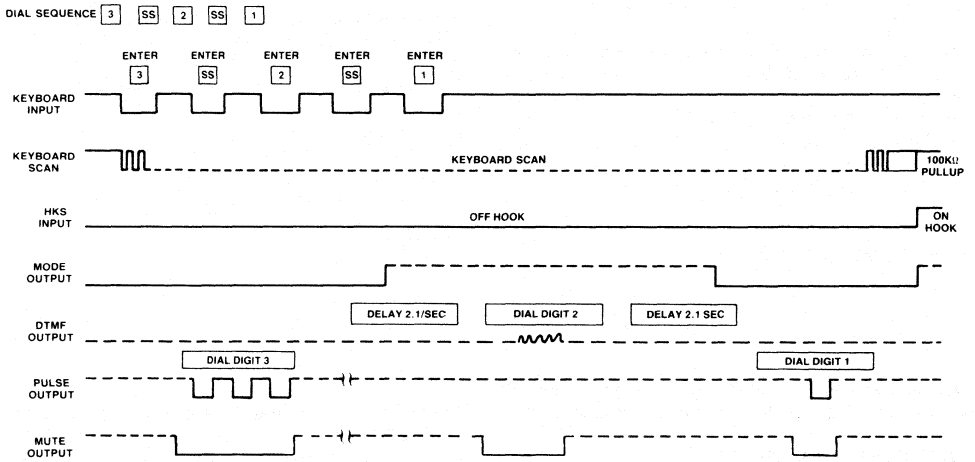 DIAL SEQUENCE 3 SS 2 SS 1
ENTER ENTER ENTER ENTER ENTER
3 SS 2 SS 1
KEYBOARD
INPUT
KEYBOARD
SCAN
KEYBOARD SCAN
100KΩ
PULLUP
HKS
INPUT
OFF HOOK
ON
HOOK
MODE
OUTPUT
DELAY 2.1/SEC
DIAL DIGIT 2
DELAY 2.1 SEC
DTMF
OUTPUT
DIAL DIGIT 3
DIAL DIGIT 1
PULSE
OUTPUT
MUTE
OUTPUT